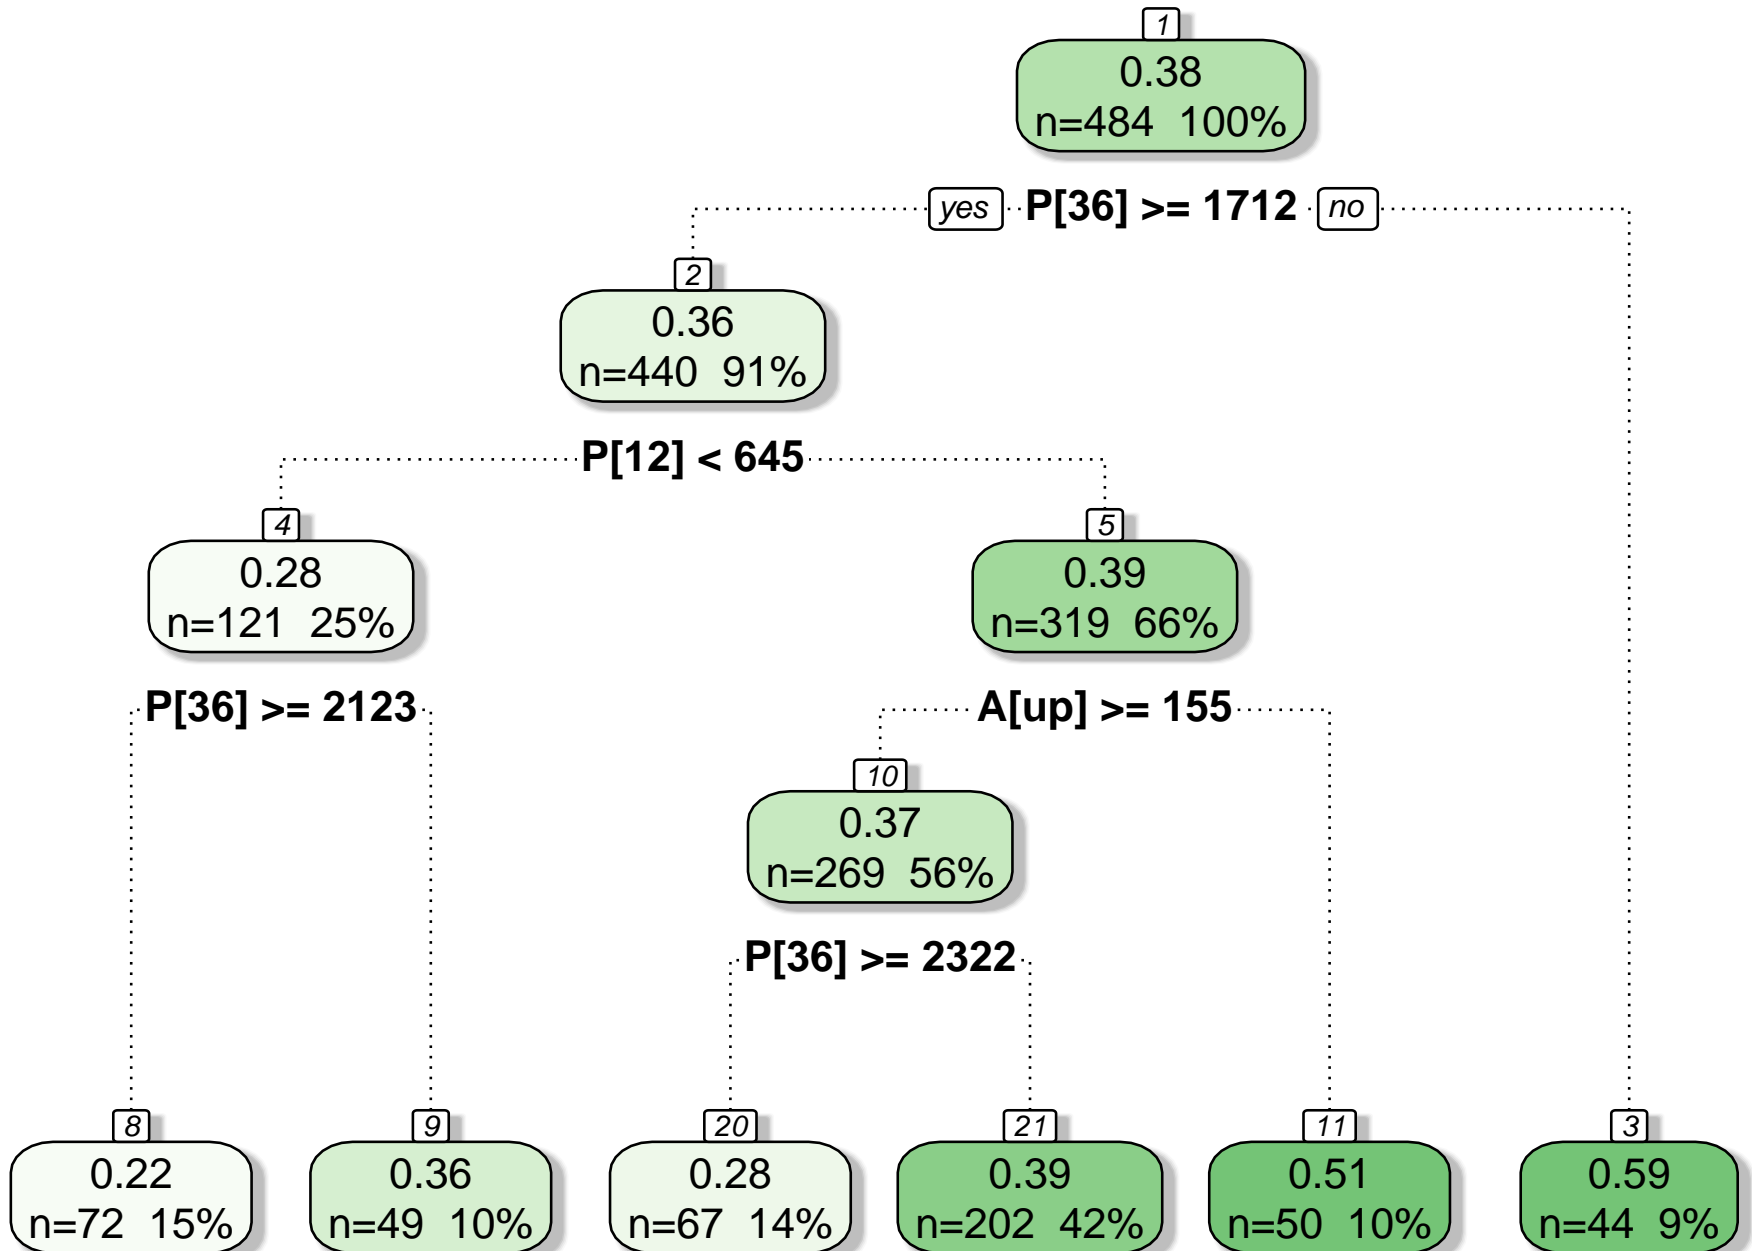 1
0.38
n=484 100%
yes P[36] >= 1712 no
2
0.36
n=440 91%
P[12] < 645
4
0.28
n=121 25%
5
0.39
n=319 66%
P[36] >= 2123
A[up] >= 155
10
0.37
n=269 56%
P[36] >= 2322
8
0.22
n=72 15%
9
0.36
n=49 10%
20
0.28
n=67 14%
21
0.39
n=202 42%
11
0.51
n=50 10%
3
0.59
n=44 9%